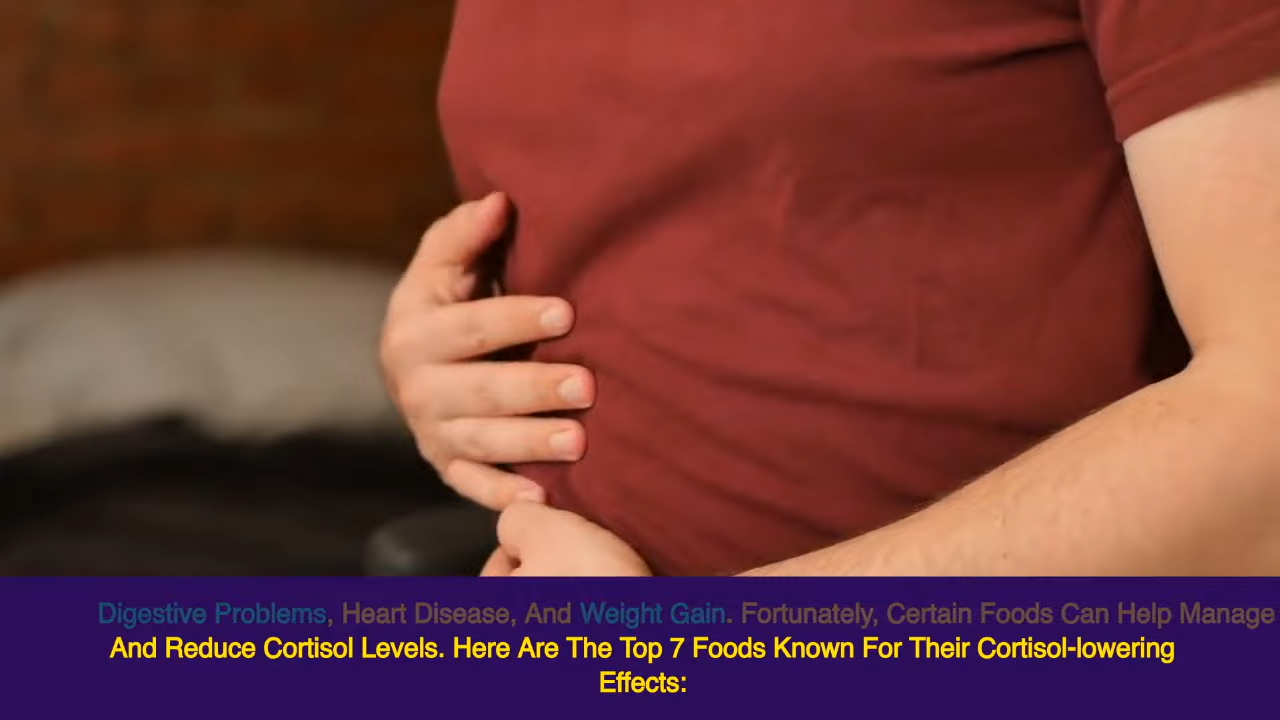 Digestive Problems, Heart Disease, And Weight Gain. Fortunately, Certain Foods Can Help Manage
And Reduce Cortisol Levels. Here Are The Top 7 Foods Known For Their Cortisol-lowering
Effects: